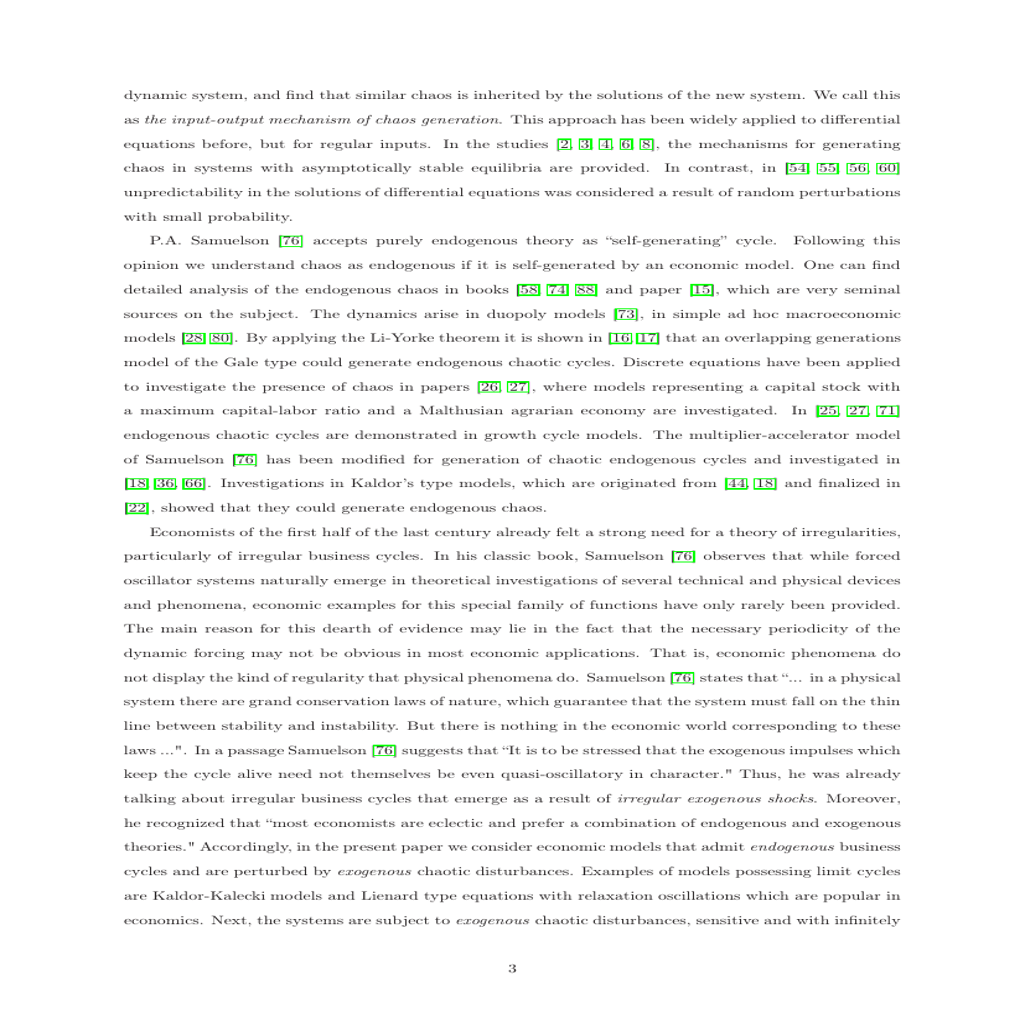 dynamic system, and find that similar chaos is inherited by the solutions of the new system. We call this
as the input-output mechanism of chaos generation. This approach has been widely applied to differential
equations before, but for regular inputs. In the studies [2, 3, 4, 6, 8], the mechanisms for generating
chaos in systems with asymptotically stable equilibria are provided. In contrast, in [54, 55, 56, 60]
unpredictability in the solutions of differential equations was considered a result of random perturbations
with small probability.
P.A. Samuelson [76] accepts purely endogenous theory as “self-generating” cycle. Following this
opinion we understand chaos as endogenous if it is self-generated by an economic model. One can find
detailed analysis of the endogenous chaos in books [58, 74, 88] and paper [15], which are very seminal
sources on the subject. The dynamics arise in duopoly models [73], in simple ad hoc macroeconomic
models [28, 80]. By applying the Li-Yorke theorem it is shown in [16, 17] that an overlapping generations
model of the Gale type could generate endogenous chaotic cycles. Discrete equations have been applied
to investigate the presence of chaos in papers [26, 27], where models representing a capital stock with
a maximum capital-labor ratio and a Malthusian agrarian economy are investigated. In [25, 27, 71]
endogenous chaotic cycles are demonstrated in growth cycle models. The multiplier-accelerator model
of Samuelson [76] has been modified for generation of chaotic endogenous cycles and investigated in
[18, 36, 66]. Investigations in Kaldor's type models, which are originated from [44, 18] and finalized in
[22], showed that they could generate endogenous chaos.
Economists of the first half of the last century already felt a strong need for a theory of irregularities,
particularly of irregular business cycles. In his classic book, Samuelson [76] observes that while forced
oscillator systems naturally emerge in theoretical investigations of several technical and physical devices
and phenomena, economic examples for this special family of functions have only rarely been provided.
The main reason for this dearth of evidence may lie in the fact that the necessary periodicity of the
dynamic forcing may not be obvious in most economic applications. That is, economic phenomena do
not display the kind of regularity that physical phenomena do. Samuelson [76] states that “... in a physical
system there are grand conservation laws of nature, which guarantee that the system must fall on the thin
line between stability and instability. But there is nothing in the economic world corresponding to these
laws ...". In a passage Samuelson [76] suggests that “It is to be stressed that the exogenous impulses which
keep the cycle alive need not themselves be even quasi-oscillatory in character." Thus, he was already
talking about irregular business cycles that emerge as a result of irregular exogenous shocks. Moreover,
he recognized that “most economists are eclectic and prefer a combination of endogenous and exogenous
theories." Accordingly, in the present paper we consider economic models that admit endogenous business
cycles and are perturbed by exogenous chaotic disturbances. Examples of models possessing limit cycles
are Kaldor-Kalecki models and Lienard type equations with relaxation oscillations which are popular in
economics. Next, the systems are subject to exogenous chaotic disturbances, sensitive and with infinitely
3